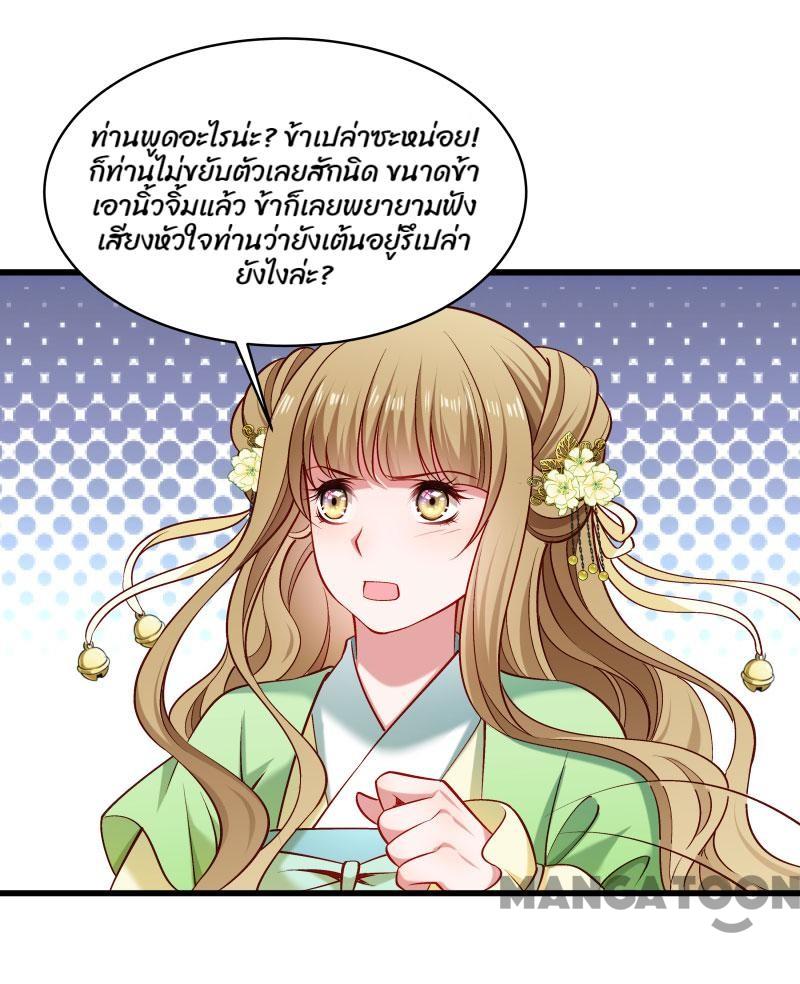 ท่านพูดอะไรน่ะ? ข้าเปล่าซะหน่อย!
ก็ท่านไม่ขยับตัวเลยสักนิด ขนาดข้า
เอานิ้วจิ้มแล้ว ข้าก็เลยพยายามฟัง
เสียงหัวใจท่านว่ายังเต้นอยู่รึเปล่า
ยังไงล่ะ?
MANGATOON